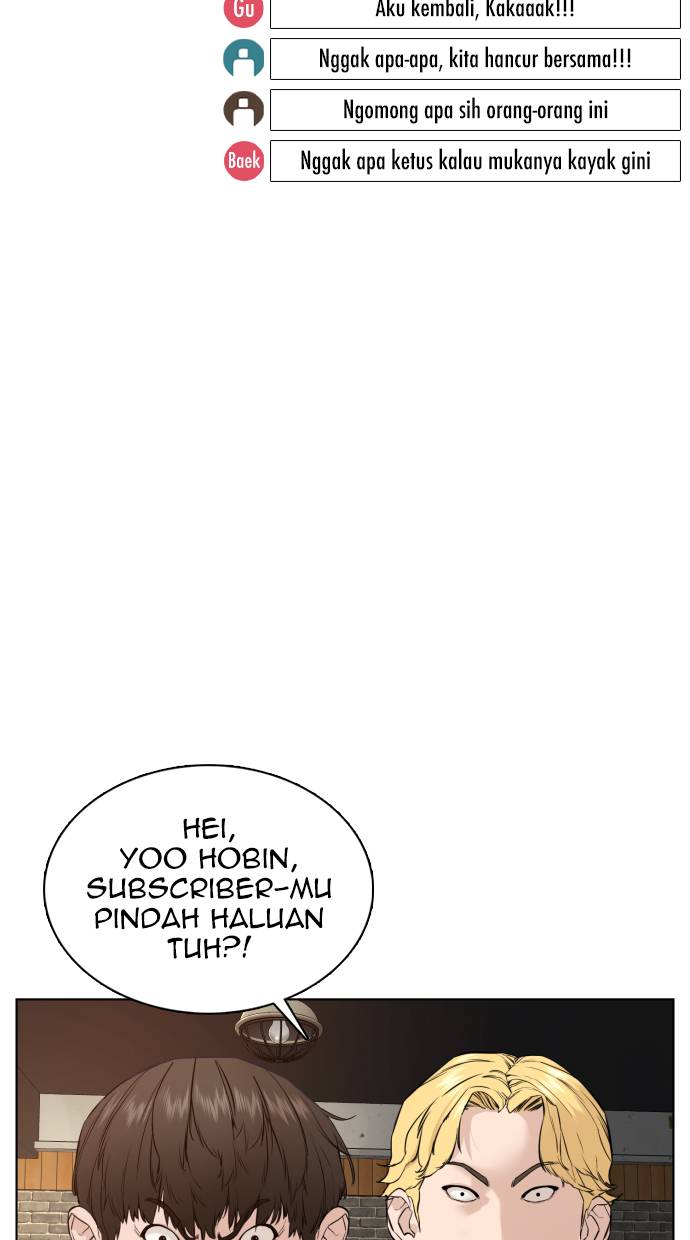 Gu Aku kembali, Kakaaak!!!
Nggak apa-apa, kita hancur bersama!!!
Ngomong apa sih orang-orang ini
Baek Nggak apa ketus kalau mukanya kayak gini
HEI,
YOO HOBIN,
SUBSCRIBER-MU
PINDAH HALUAN
TUH?!